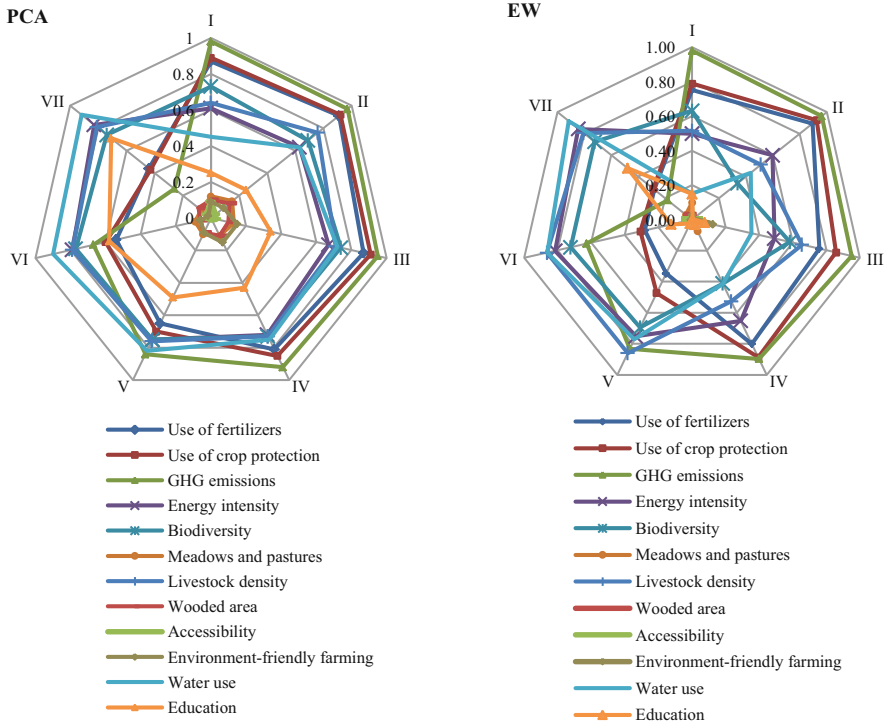 PCA
I
1
0.8
0.6
0.4
0.2
0
II
III
IV
V
VI
VII
Use of fertilizers
Use of crop protection
GHG emissions
Energy intensity
Biodiversity
Meadows and pastures
Livestock density
Wooded area
Accessibility
Environment-friendly farming
Water use
Education
EW
I
1.00
0.80
0.60
0.40
0.20
0.00
II
III
IV
V
VI
VII
Use of fertilizers
Use of crop protection
GHG emissions
Energy intensity
Biodiversity
Meadows and pastures
Livestock density
Wooded area
Accessibility
Environment-friendly farming
Water use
Education